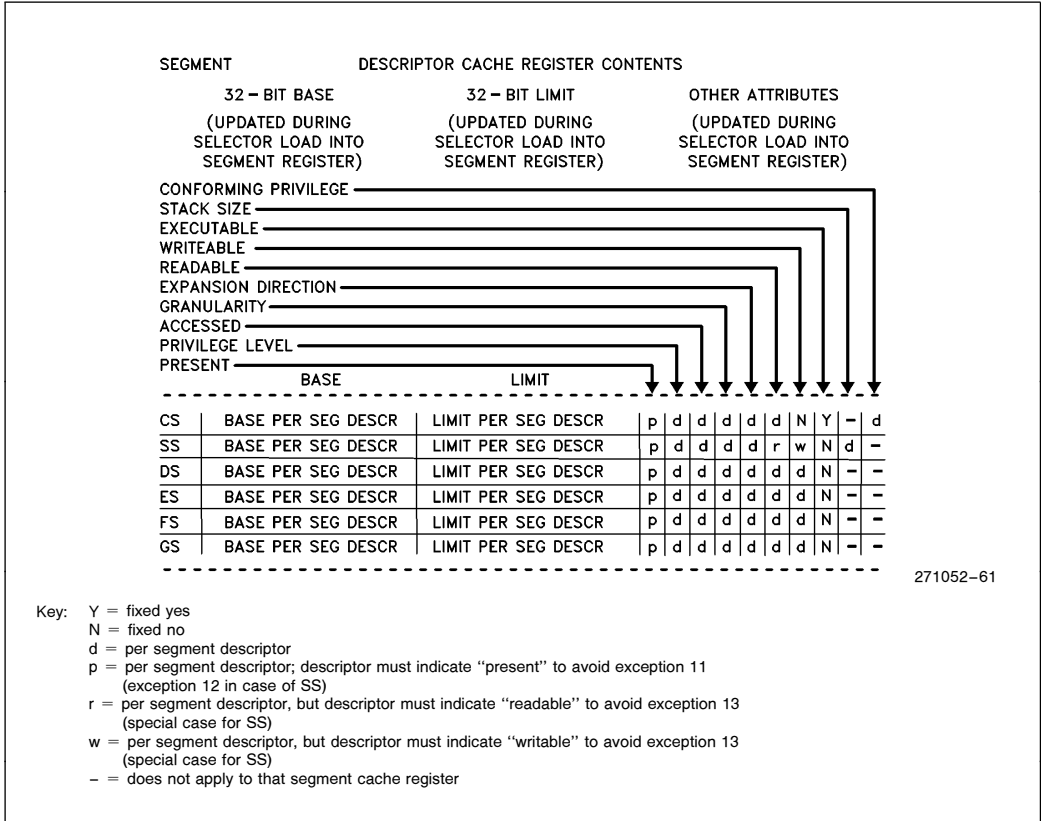 SEGMENT DESCRIPTOR CACHE REGISTER CONTENTS
32 – BIT BASE 32 – BIT LIMIT OTHER ATTRIBUTES
(UPDATED DURING (UPDATED DURING (UPDATED DURING
SELECTOR LOAD INTO SELECTOR LOAD INTO SELECTOR LOAD INTO
SEGMENT REGISTER) SEGMENT REGISTER) SEGMENT REGISTER)
CONFORMING PRIVILEGE
STACK SIZE
EXECUTABLE
WRITEABLE
READABLE
EXPANSION DIRECTION
GRANULARITY
ACCESSED
PRIVILEGE LEVEL
PRESENT
BASE LIMIT
CS BASE PER SEG DESCR LIMIT PER SEG DESCR p d d d d d N Y – d
SS BASE PER SEG DESCR LIMIT PER SEG DESCR p d d d d r w N d –
DS BASE PER SEG DESCR LIMIT PER SEG DESCR p d d d d d d N – –
ES BASE PER SEG DESCR LIMIT PER SEG DESCR p d d d d d d N – –
FS BASE PER SEG DESCR LIMIT PER SEG DESCR p d d d d d d N – –
GS BASE PER SEG DESCR LIMIT PER SEG DESCR p d d d d d d N – –
271052–61
Key: Y = fixed yes
N = fixed no
d = per segment descriptor
p = per segment descriptor; descriptor must indicate ‘‘present’’ to avoid exception 11
(exception 12 in case of SS)
r = per segment descriptor, but descriptor must indicate ‘‘readable’’ to avoid exception 13
(special case for SS)
w = per segment descriptor, but descriptor must indicate ‘‘writable’’ to avoid exception 13
(special case for SS)
– = does not apply to that segment cache register